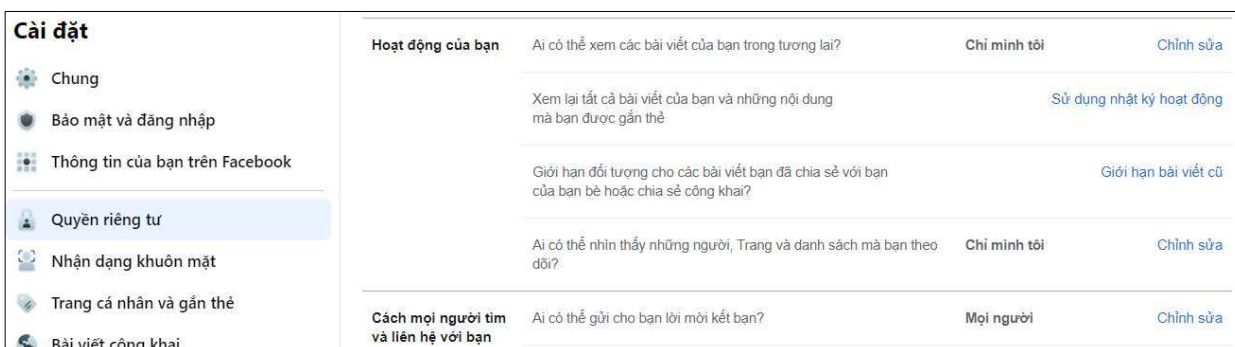 Cài đặt
Chung
Bảo mật và đăng nhập
Thông tin của bạn trên Facebook
Quyền riêng tư
Nhận dạng khuôn mặt
Trang cá nhân và gắn thẻ
Bài viết công khai
Hoạt động của bạn
Ai có thể xem các bài viết của bạn trong tương lai?
Chỉ mình tôi
Chỉnh sửa
Xem lại tất cả bài viết của bạn và những nội dung
mà bạn được gắn thẻ
Sử dụng nhật ký hoạt động
Giới hạn đối tượng cho các bài viết bạn đã chia sẻ với bạn
của bạn bè hoặc chia sẻ công khai?
Giới hạn bài viết cũ
Ai có thể nhìn thấy những người, Trang và danh sách mà bạn theo
dõi?
Chỉ mình tôi
Chỉnh sửa
Cách mọi người tìm
và liên hệ với bạn
Ai có thể gửi cho bạn lời mời kết bạn?
Mọi người
Chỉnh sửa